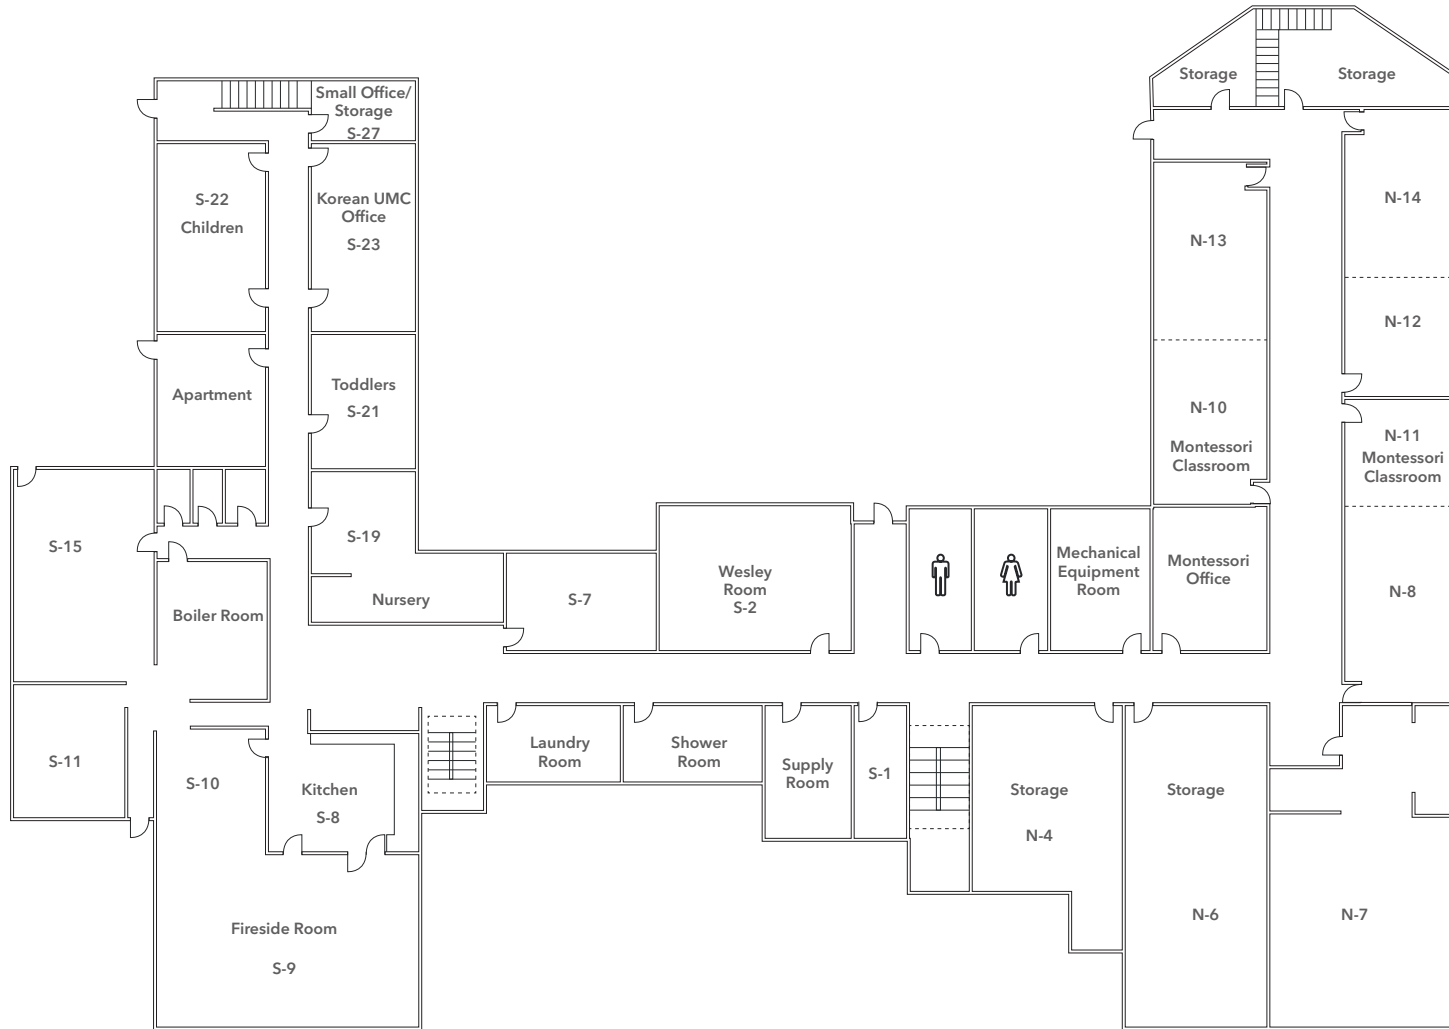 Storage
Storage
Small Office/
Storage
S-27
S-22
Children
Korean UMC
Office
S-23
N-14
N-13
N-12
Apartment
Toddlers
S-21
N-10
Montessori
Classroom
N-11
Montessori
Classroom
S-15
S-19
Nursery
Boiler Room
S-7
Wesley
Room
S-2
Mechanical
Equipment
Room
Montessori
Office
N-8
S-11
S-10
Kitchen
S-8
Laundry
Room
Shower
Room
Supply
Room
S-1
Storage
N-4
Storage
N-6
N-7
Fireside Room
S-9